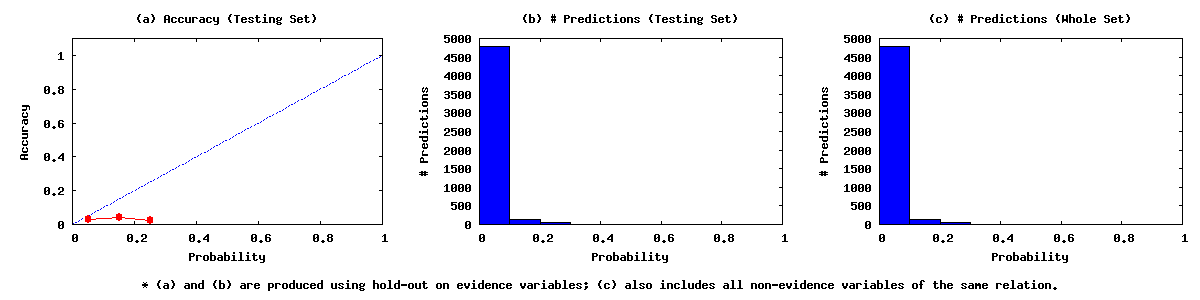 (a) Accuracy (Testing Set)
1
0.8
0.6
0.4
0.2
0
Accuracy
0 0.2 0.4 0.6 0.8 1
Probability
(b) # Predictions (Testing Set)
5000
4500
4000
3500
3000
2500
2000
1500
1000
500
0
# Predictions
0 0.2 0.4 0.6 0.8 1
Probability
(c) # Predictions (Whole Set)
5000
4500
4000
3500
3000
2500
2000
1500
1000
500
0
# Predictions
0 0.2 0.4 0.6 0.8 1
Probability
* (a) and (b) are produced using hold-out on evidence variables; (c) also includes all non-evidence variables of the same relation.